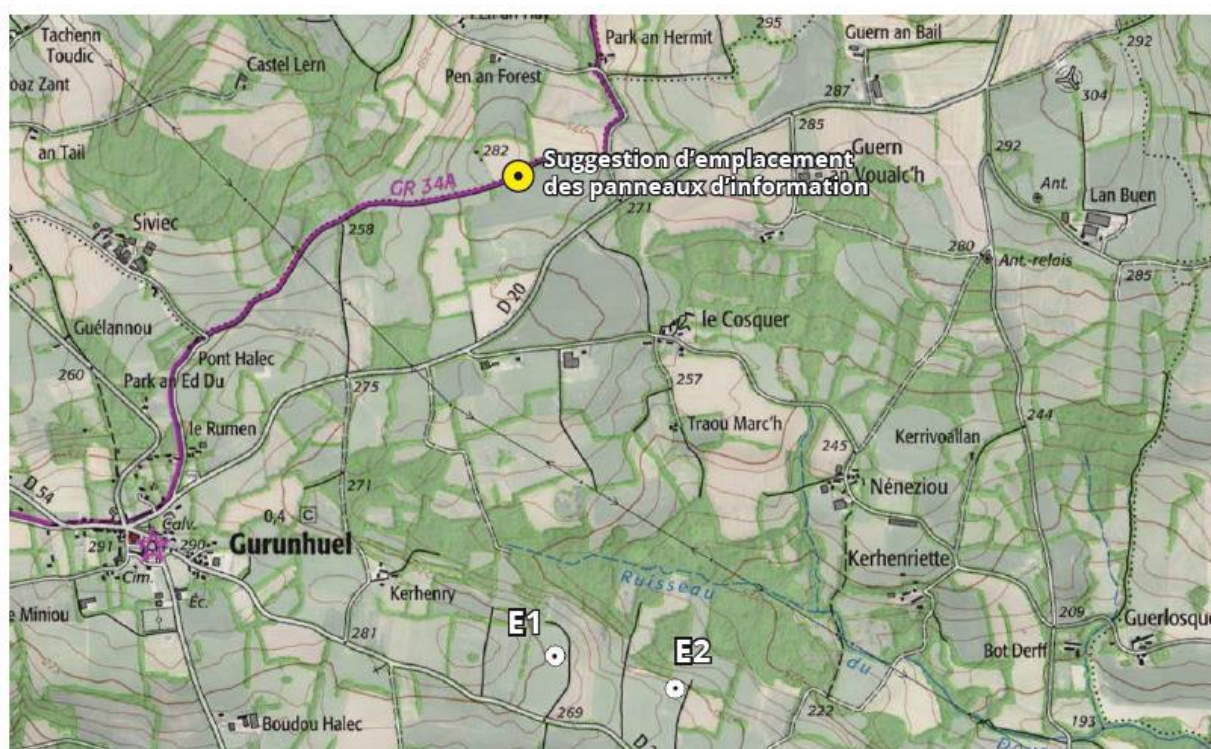 Tachenn
Toudic
Castel Lern
Pen an Forest
Park an Hermit
295
Guern an Bail
292
304
287
285
an Tail
282
Suggestion d'emplacement
des panneaux d'information
Guern
an Voualc'h
292
GR 34A
271
Ant.
Lan Buen
Siviec
258
280
Ant.-relais
285
D 20
Guélannou
le Cosquer
Pont Halec
260
Park an Ed Du
275
257
le Rumen
Traou Marc'h
244
245
Kerrivoallan
D 54
271
Néneziou
Calv.
0,4
C
291
290
Gurunhuel
Cim.
Ruisseau
Kerhenriette
Kerhenry
Éc.
Miniou
209
Guerlosque
E1
281
E2
du
Bot Derff
222
269
Boudou Halec
193